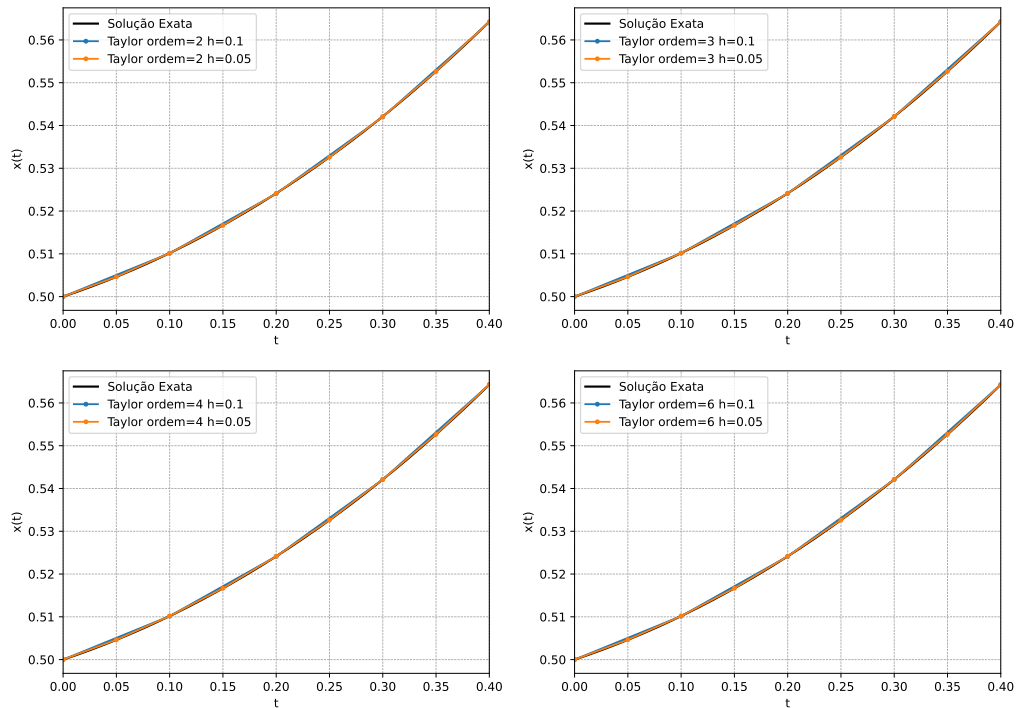 Solução Exata
Taylor ordem=2 h=0.1
Taylor ordem=2 h=0.05
0.56
0.55
0.54
0.53
0.52
0.51
0.50
x(t)
0.00 0.05 0.10 0.15 0.20 0.25 0.30 0.35 0.40
t
Solução Exata
Taylor ordem=3 h=0.1
Taylor ordem=3 h=0.05
0.56
0.55
0.54
0.53
0.52
0.51
0.50
x(t)
0.00 0.05 0.10 0.15 0.20 0.25 0.30 0.35 0.40
t
Solução Exata
Taylor ordem=4 h=0.1
Taylor ordem=4 h=0.05
0.56
0.55
0.54
0.53
0.52
0.51
0.50
x(t)
0.00 0.05 0.10 0.15 0.20 0.25 0.30 0.35 0.40
t
Solução Exata
Taylor ordem=6 h=0.1
Taylor ordem=6 h=0.05
0.56
0.55
0.54
0.53
0.52
0.51
0.50
x(t)
0.00 0.05 0.10 0.15 0.20 0.25 0.30 0.35 0.40
t